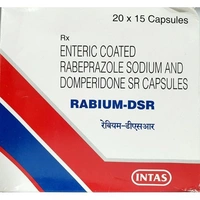 20 x 15 Capsules
Rx
ENTERIC COATED
RABEPRAZOLE SODIUM AND
DOMPERIDONE SR CAPSULES
RABIUM-DSR
रेबियम-डीएसआर
INTAS